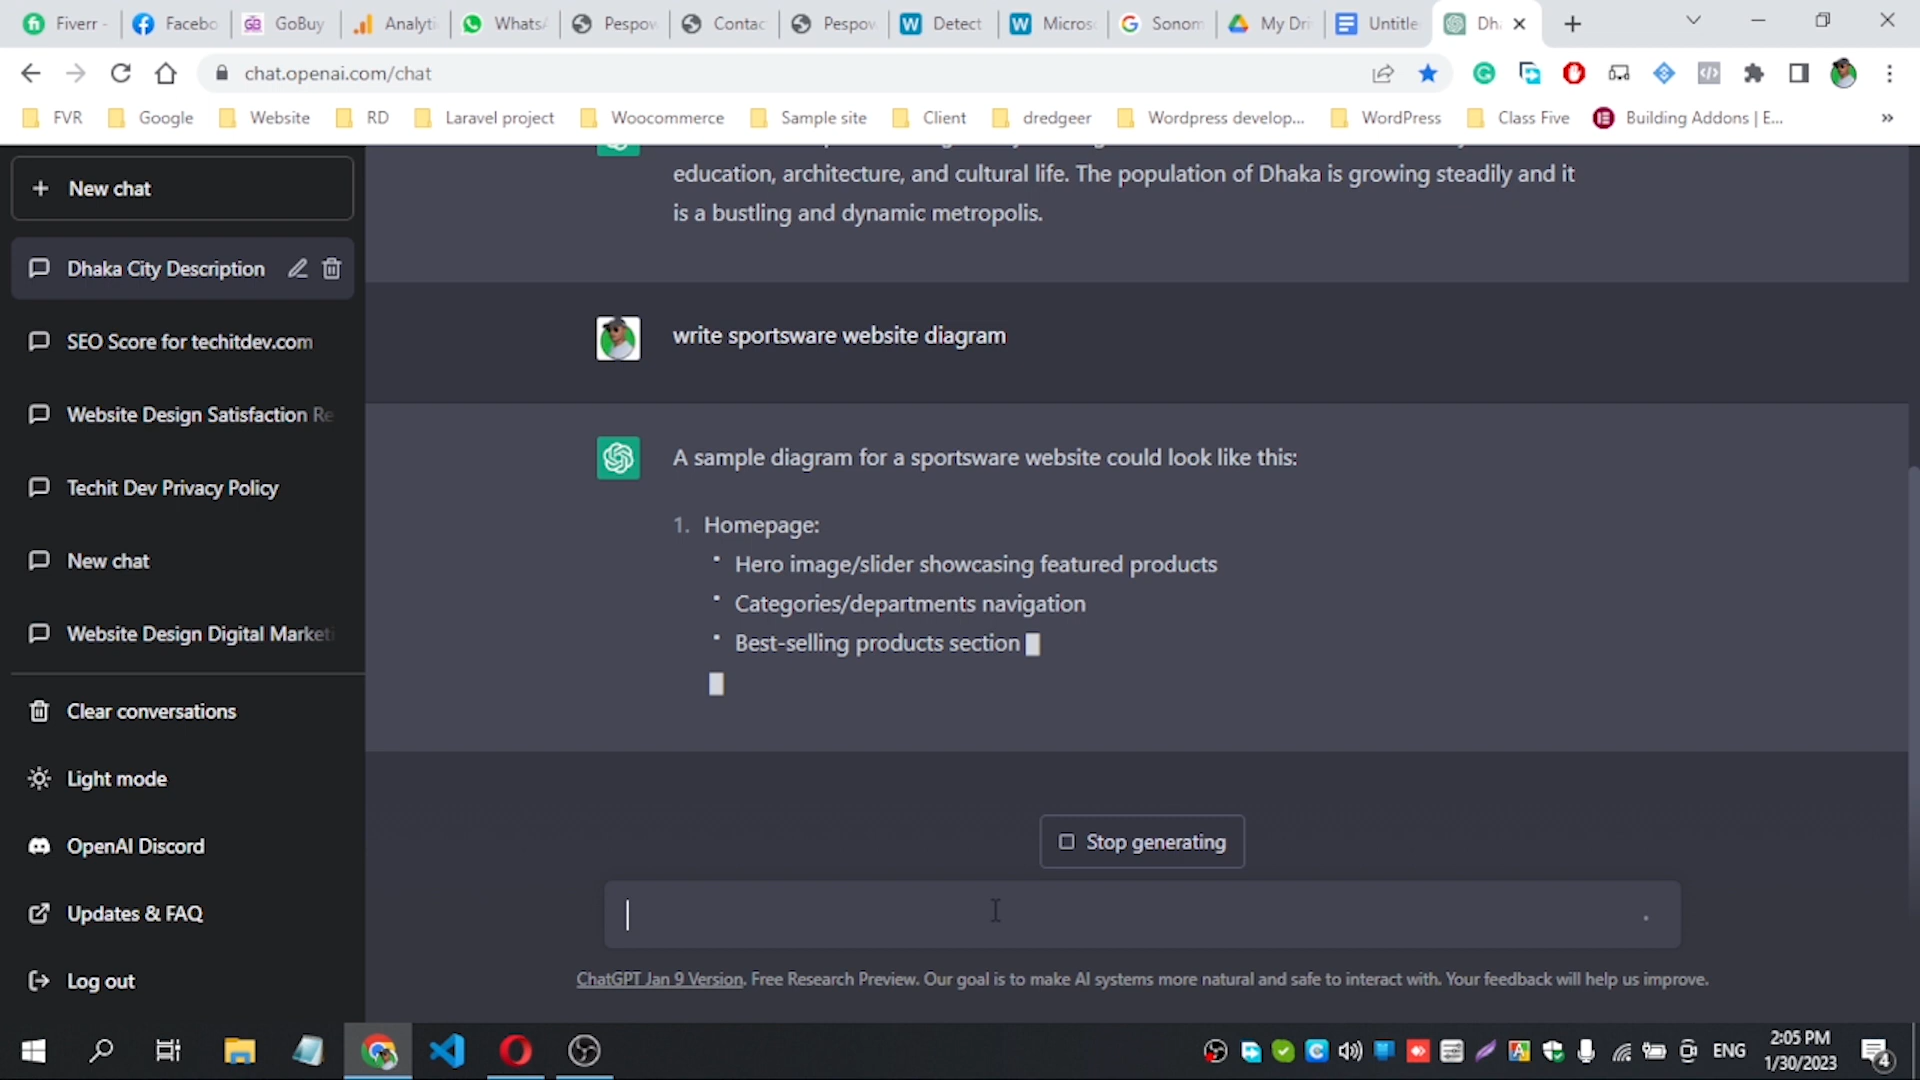 Fiverr -
Facebo
GoBuy
Analyti
Whats
Pespow
Contac
Pespow
Detect
Micros
Sonom
My Dri
Untitle
Dha
chat.openai.com/chat
FVR
Google
Website
RD
Laravel project
Woocommerce
Sample site
Client
dredgeer
Wordpress develop...
WordPress
Class Five
Building Addons | E...
»
New chat
Dhaka City Description
SEO Score for techitdev.com
Website Design Satisfaction Re
Techit Dev Privacy Policy
New chat
Website Design Digital Marketi
Clear conversations
Light mode
OpenAI Discord
Updates & FAQ
Log out
education, architecture, and cultural life. The population of Dhaka is growing steadily and it
is a bustling and dynamic metropolis.
write sportsware website diagram
A sample diagram for a sportsware website could look like this:
1. Homepage:
• Hero image/slider showcasing featured products
• Categories/departments navigation
• Best-selling products section
Stop generating
ChatGPT Jan 9 Version. Free Research Preview. Our goal is to make AI systems more natural and safe to interact with. Your feedback will help us improve.
ENG
2:05 PM
1/30/2023
4